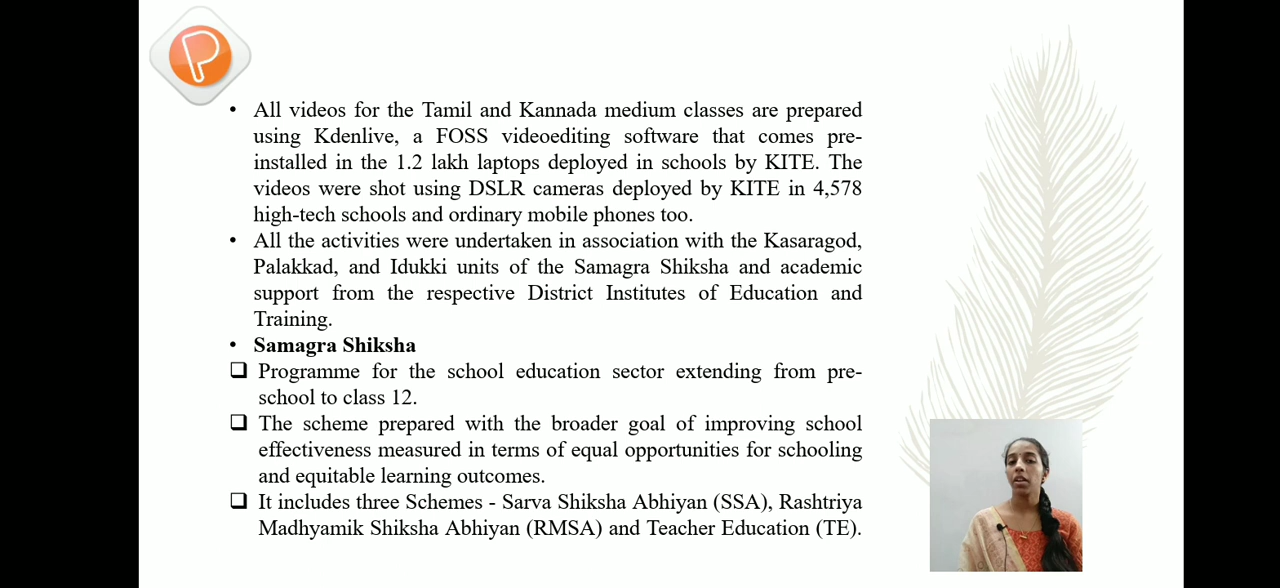 P
• All videos for the Tamil and Kannada medium classes are prepared
using Kdenlive, a FOSS videoediting software that comes pre-
installed in the 1.2 lakh laptops deployed in schools by KITE. The
videos were shot using DSLR cameras deployed by KITE in 4,578
high-tech schools and ordinary mobile phones too.
• All the activities were undertaken in association with the Kasaragod,
Palakkad, and Idukki units of the Samagra Shiksha and academic
support from the respective District Institutes of Education and
Training.
• Samagra Shiksha
❑ Programme for the school education sector extending from pre-
school to class 12.
❑ The scheme prepared with the broader goal of improving school
effectiveness measured in terms of equal opportunities for schooling
and equitable learning outcomes.
❑ It includes three Schemes - Sarva Shiksha Abhiyan (SSA), Rashtriya
Madhyamik Shiksha Abhiyan (RMSA) and Teacher Education (TE).